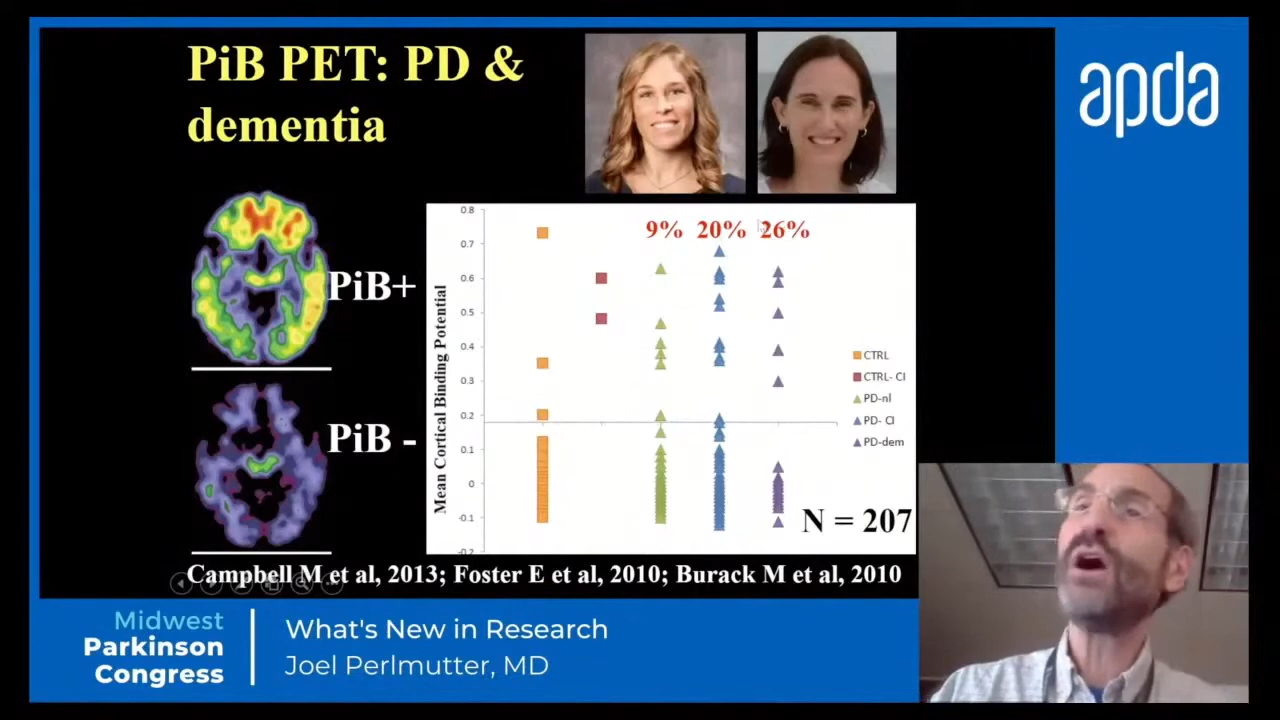 PiB PET: PD &
dementia
apda
PiB+
PiB -
9% 20% 26%
Mean Cortical Binding Potential
0.8
0.7
0.6
0.5
0.4
0.3
0.2
0.1
0
-0.1
-0.2
CTRL
CTRL- CI
PD-nl
PD- CI
PD-dem
N = 207
Campbell M et al, 2013; Foster E et al, 2010; Burack M et al, 2010
Midwest
Parkinson
Congress
What's New in Research
Joel Perlmutter, MD